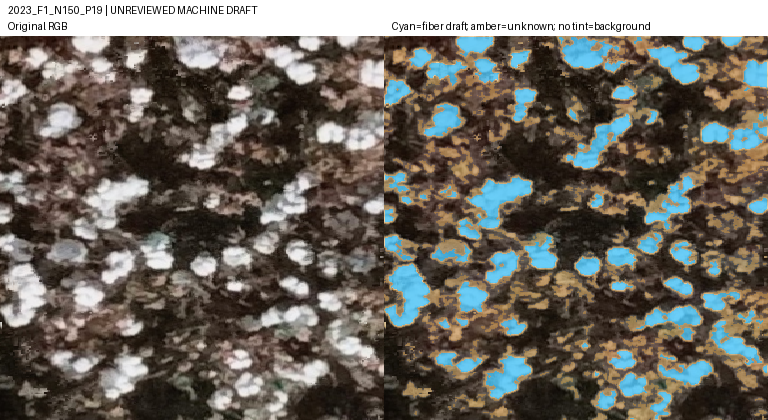 2023_F1_N150_P19 | UNREVIEWED MACHINE DRAFT
Original RGB
Cyan=fiber draft; amber=unknown; no tint=background